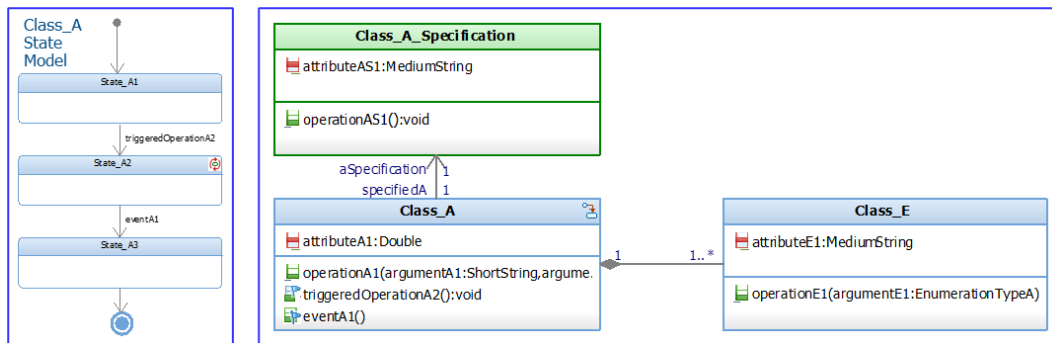 Class_A
State
Model
State_A1
triggeredOperationA2
State_A2
eventA1
State_A3
Class_A_Specification
attributeAS1:MediumString
operationAS1():void
aSpecification 1
specifiedA 1
Class_A
attributeA1:Double
operationA1(argumentA1:ShortString,argume.
triggeredOperationA2():void
eventA1()
1 1..*
Class_E
attributeE1:MediumString
operationE1(argumentE1:EnumerationTypeA)